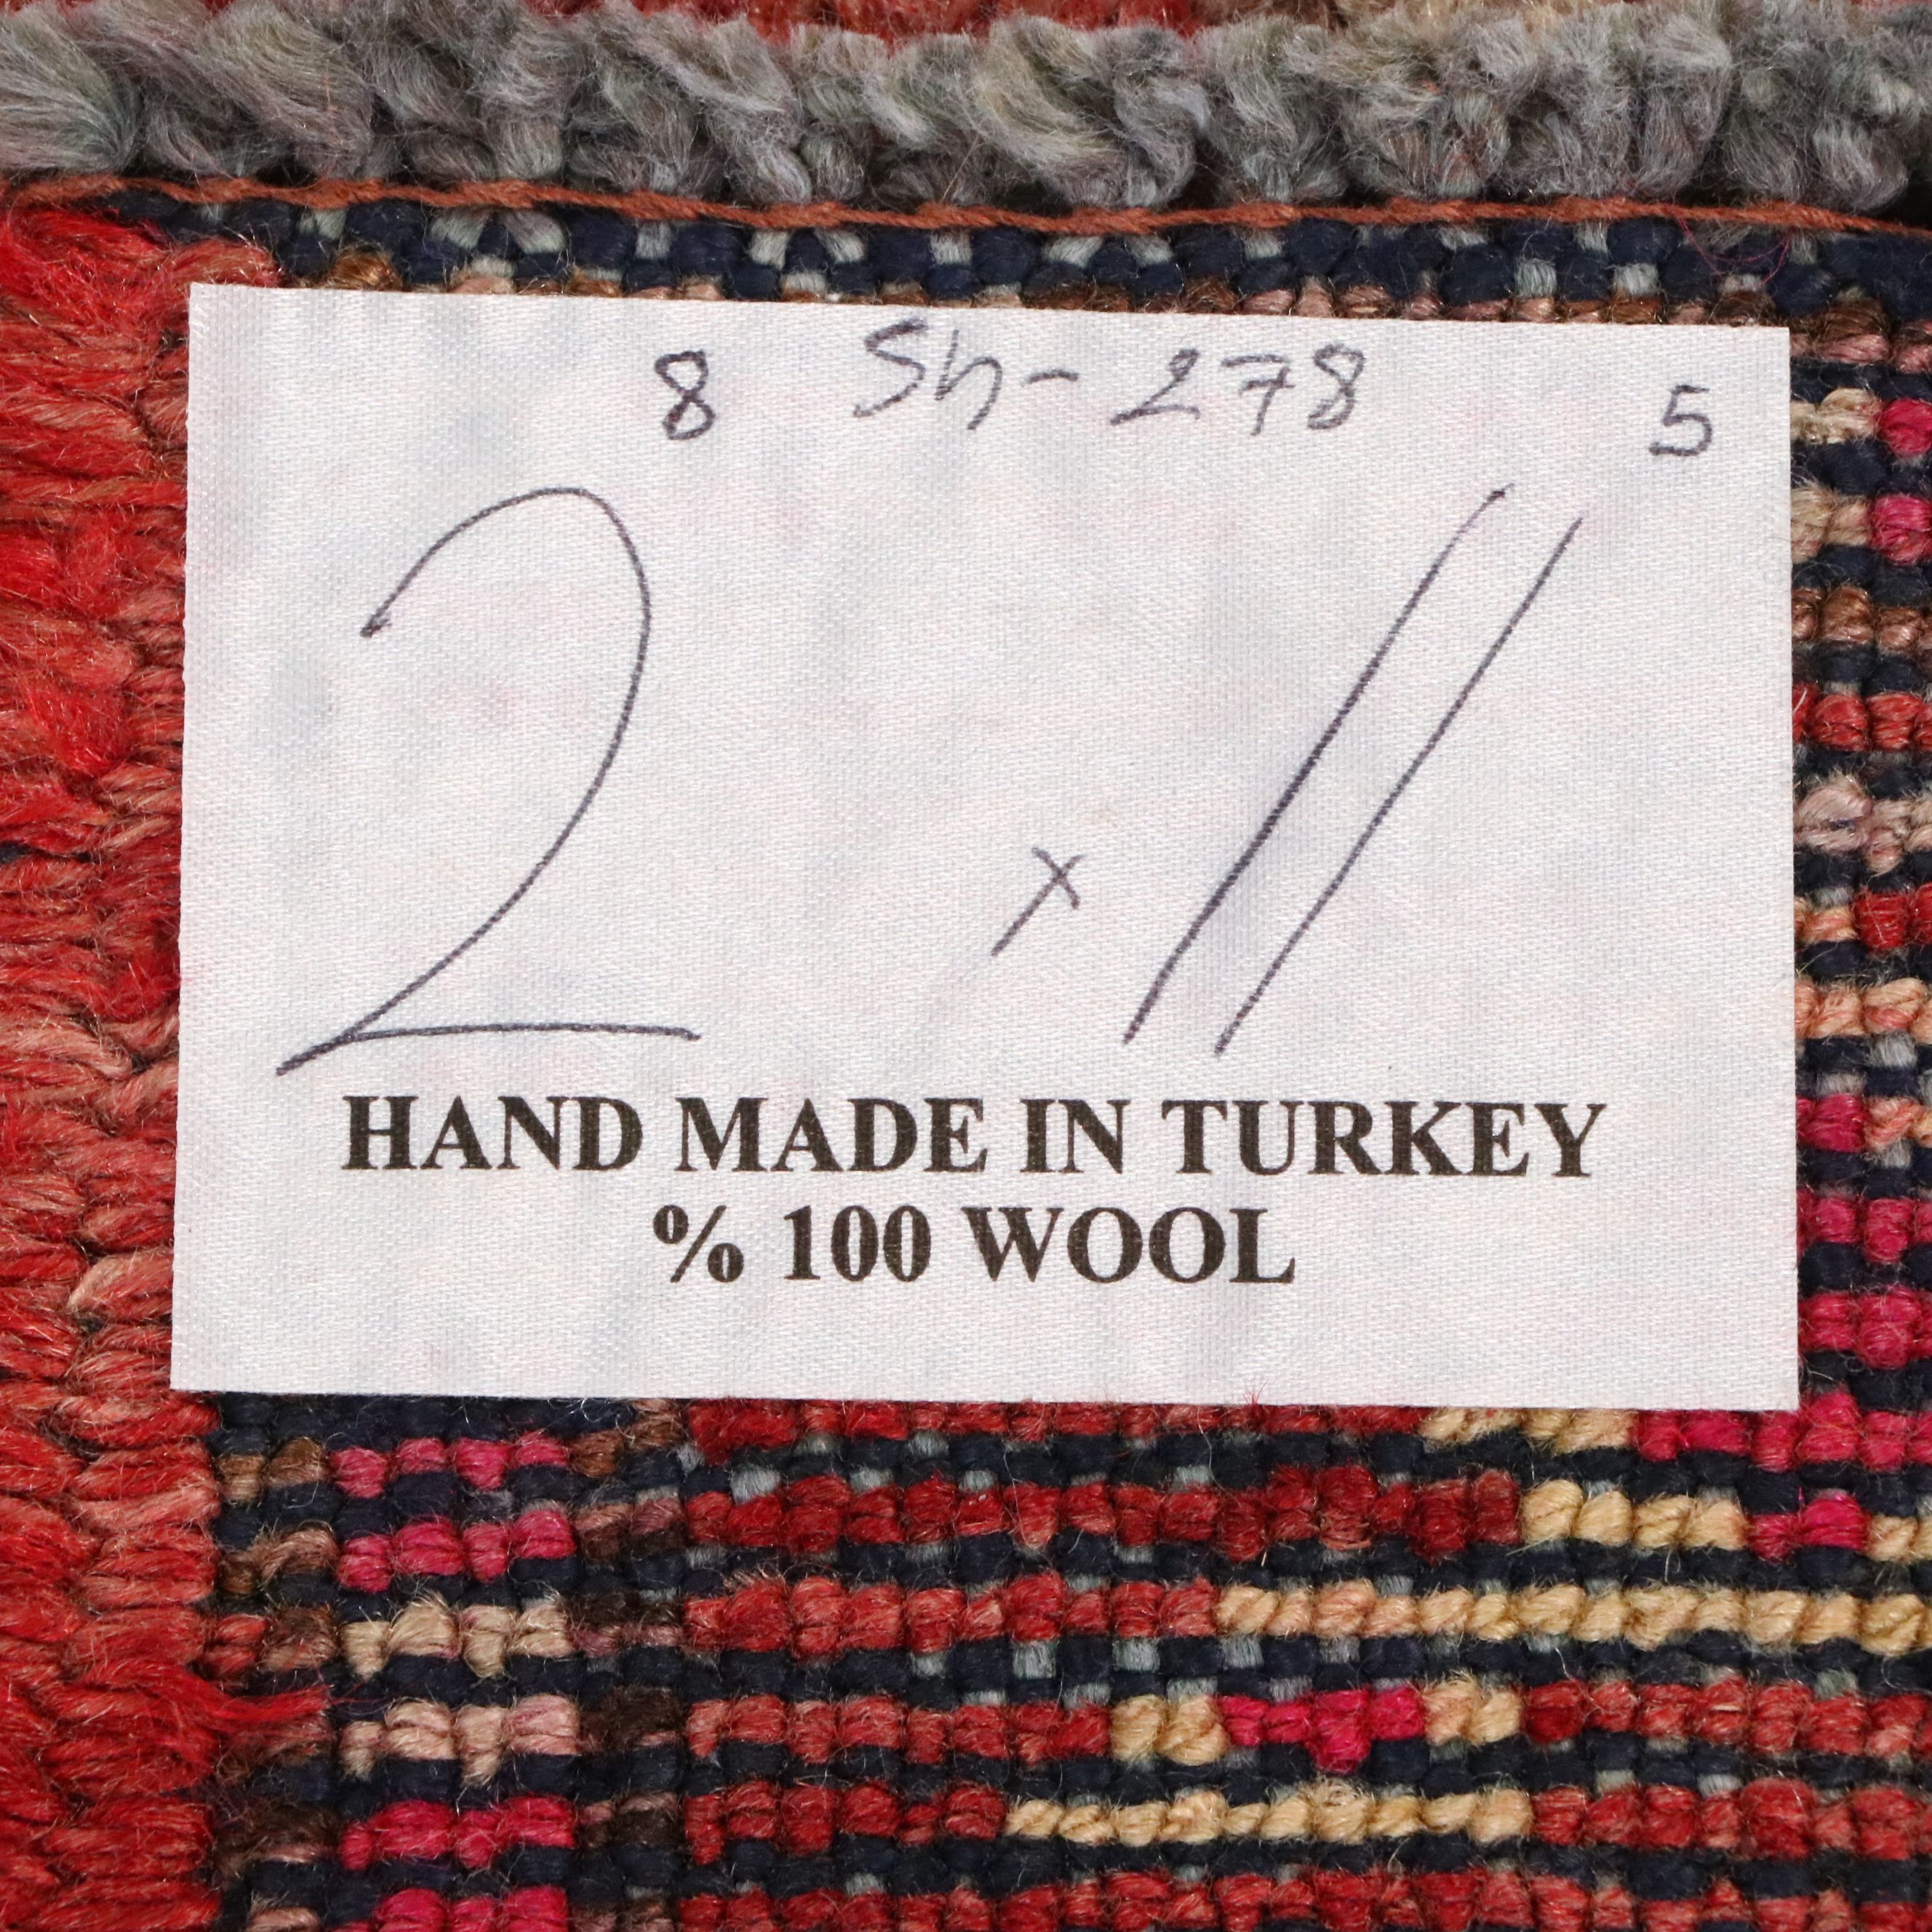 8 Sh-278 5
2 x 11
HAND MADE IN TURKEY
% 100 WOOL